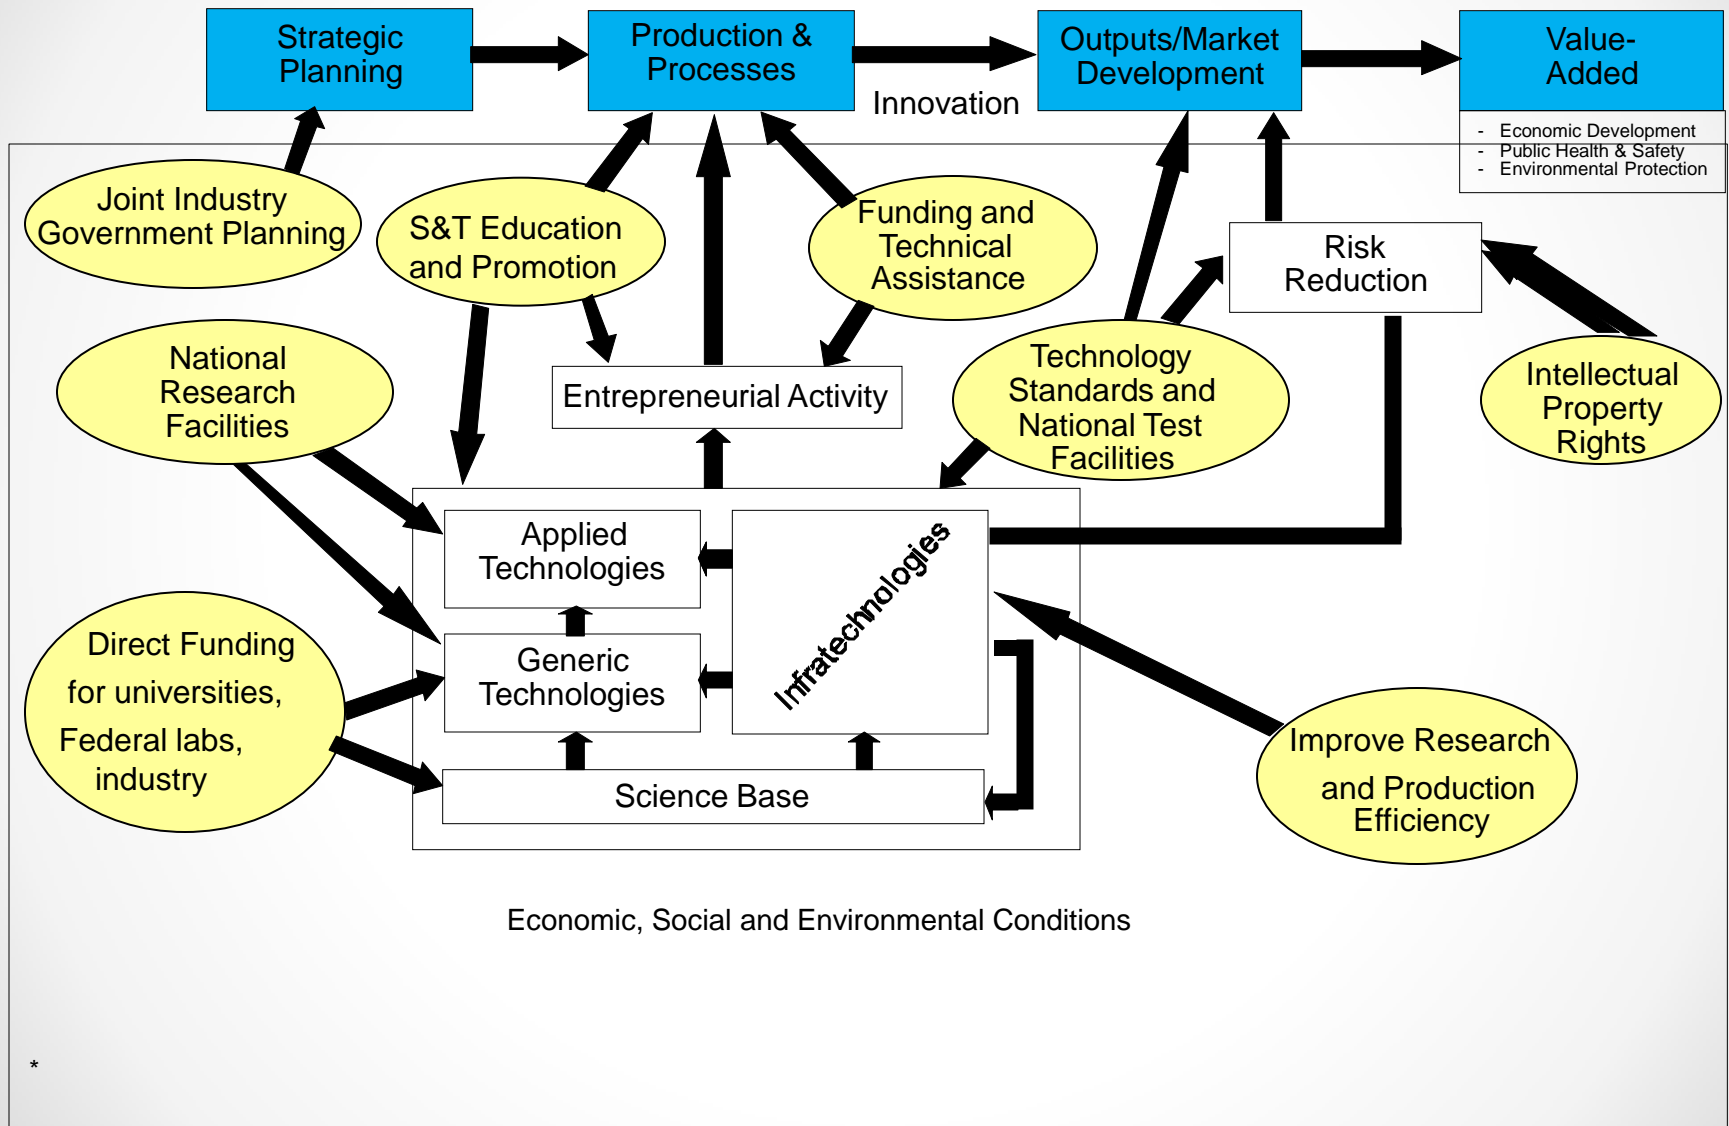 Strategic
Planning
Production &
Processes
Outputs/Market
Development
Value-
Added
Innovation
- Economic Development
- Public Health & Safety
- Environmental Protection
Joint Industry
Government Planning
S&T Education
and Promotion
Funding and
Technical
Assistance
Risk
Reduction
National
Research
Facilities
Entrepreneurial Activity
Technology
Standards and
National Test
Facilities
Intellectual
Property
Rights
Applied
Technologies
Infratechnologies
Generic
Technologies
Direct Funding
for universities,
Federal labs,
industry
Science Base
Improve Research
and Production
Efficiency
Economic, Social and Environmental Conditions
*